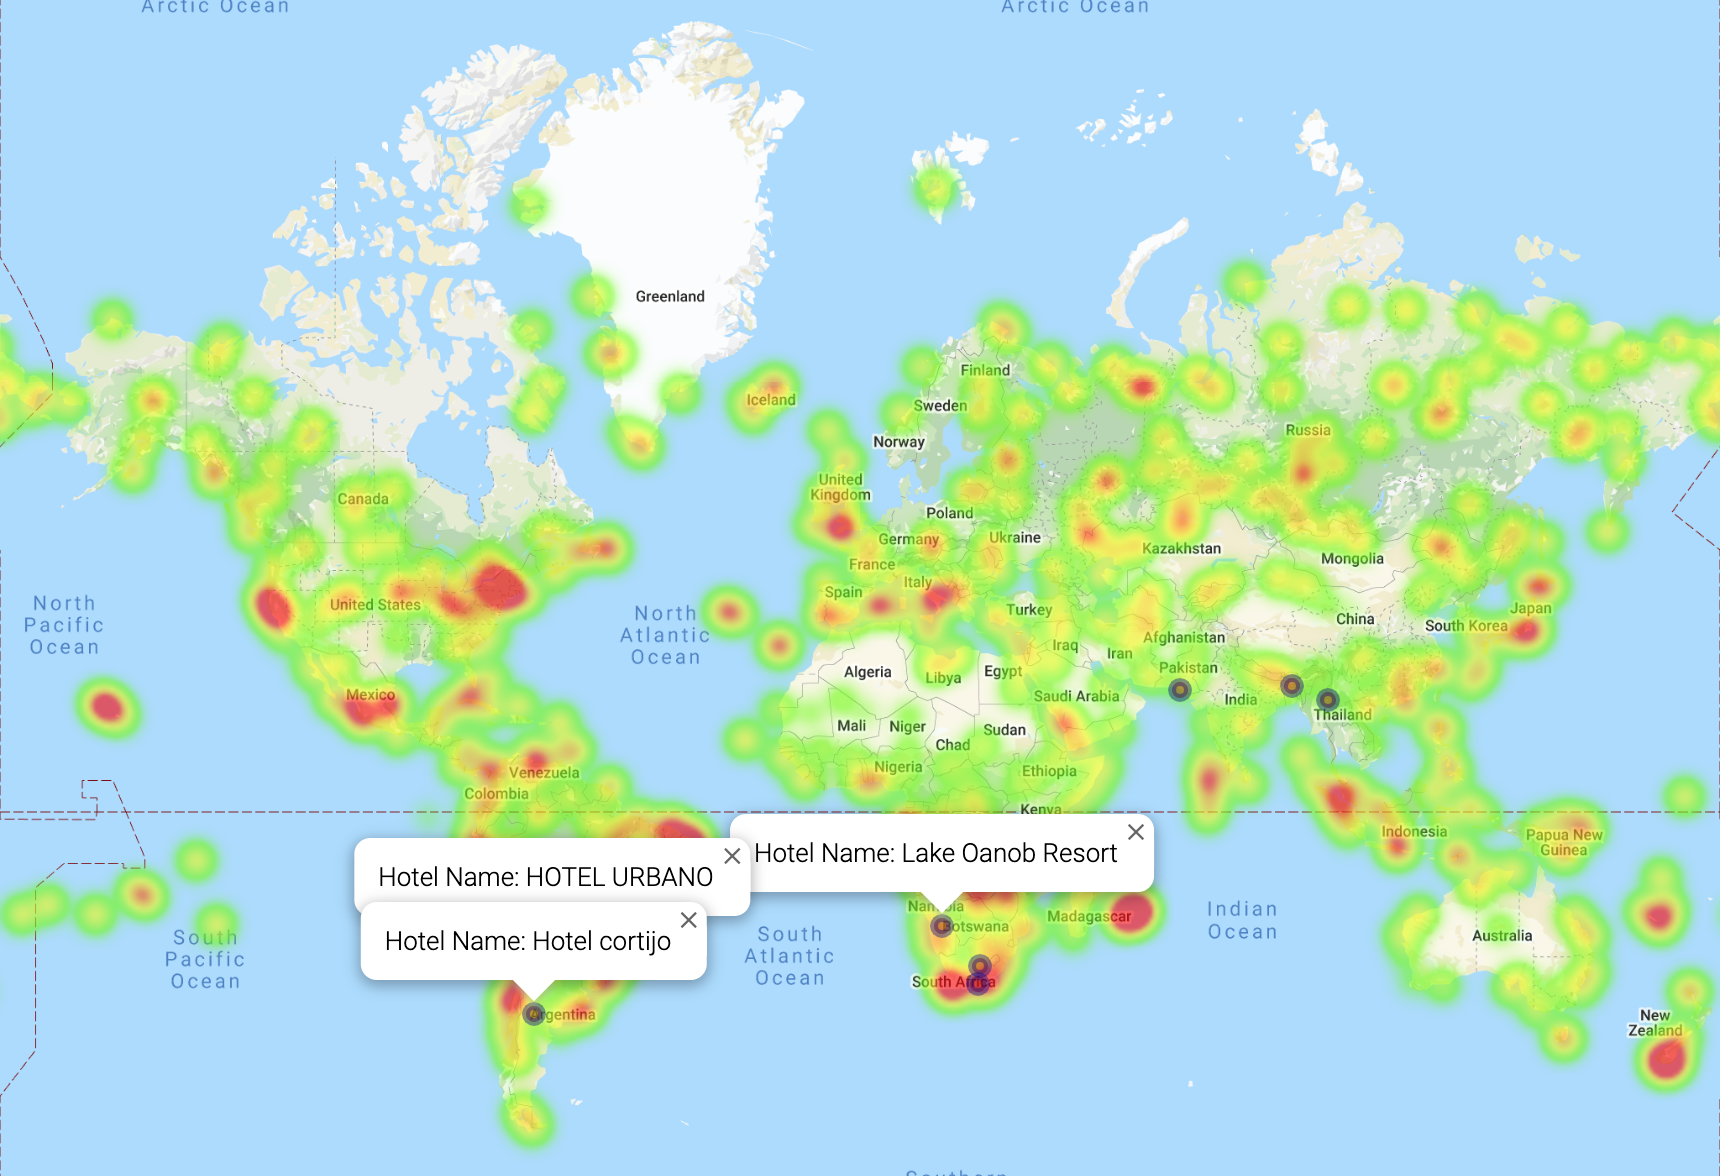 Arctic Ocean
Arctic Ocean
Greenland
Iceland
Finland
Sweden
Norway
Russia
United
Kingdom
Canada
Poland
Germany
Ukraine
France
Kazakhstan
Mongolia
Italy
Spain
United States
Turkey
Japan
North
Pacific
Ocean
North
Atlantic
Ocean
China
South Korea
Afghanistan
Iraq
Iran
Algeria
Libya
Egypt
Pakistan
Mexico
Saudi Arabia
India
Thailand
Mali
Niger
Sudan
Chad
Nigeria
Ethiopia
Venezuela
Colombia
Kenya
Indonesia
Papua New
Guinea
Hotel Name: Lake Oanob Resort
Hotel Name: HOTEL URBANO
Hotel Name: Hotel cortijo
Namibia
Botswana
Madagascar
Indian
Ocean
Australia
South
Pacific
Ocean
South
Atlantic
Ocean
South Africa
Argentina
New
Zealand
Southern